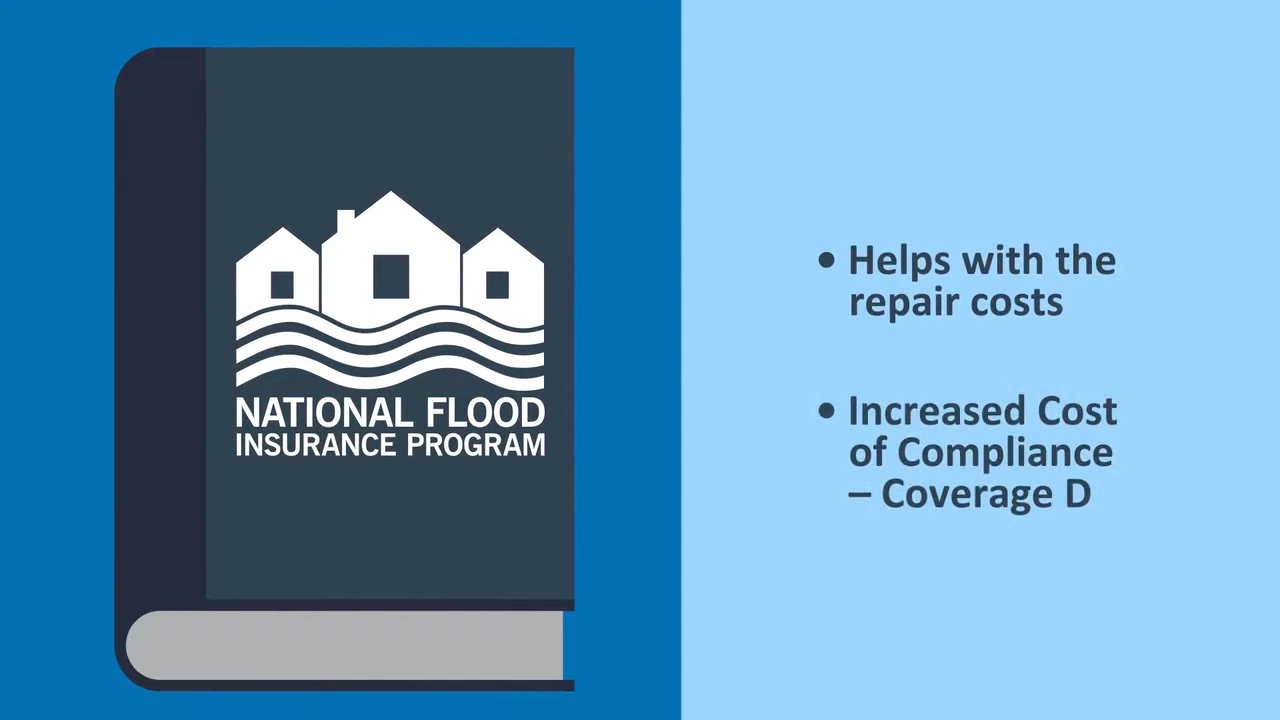 NATIONAL FLOOD
INSURANCE PROGRAM
• Helps with the
repair costs
• Increased Cost
of Compliance
– Coverage D